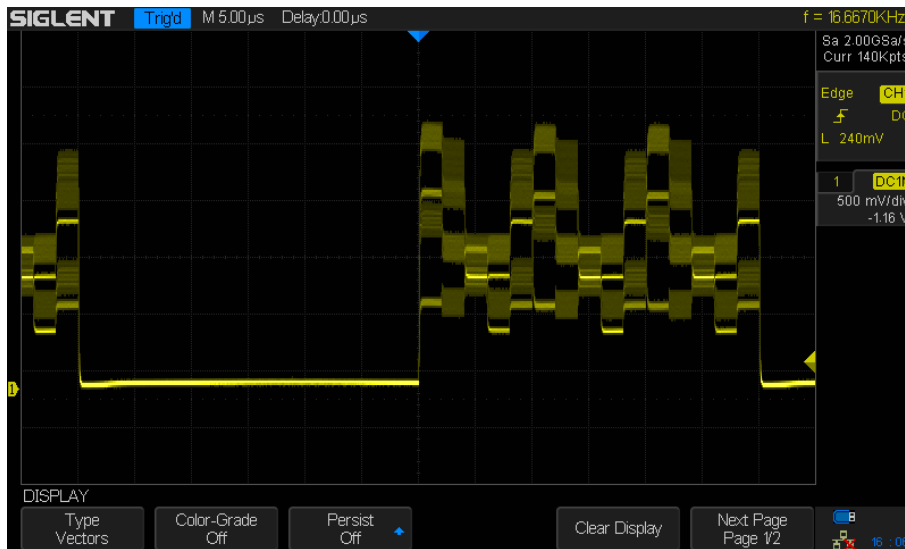 SIGLENT Trig'd M 5.00µs Delay:0.00µs f = 16.6670KHz
Sa 2.00GSa/s
Curr 140Kpts
Edge CH
DC
L 240mV
1 DC1M
500 mV/div
-1.16 V
1
DISPLAY
Type
Vectors
Color-Grade
Off
Persist
Off
Clear Display
Next Page
Page 1/2